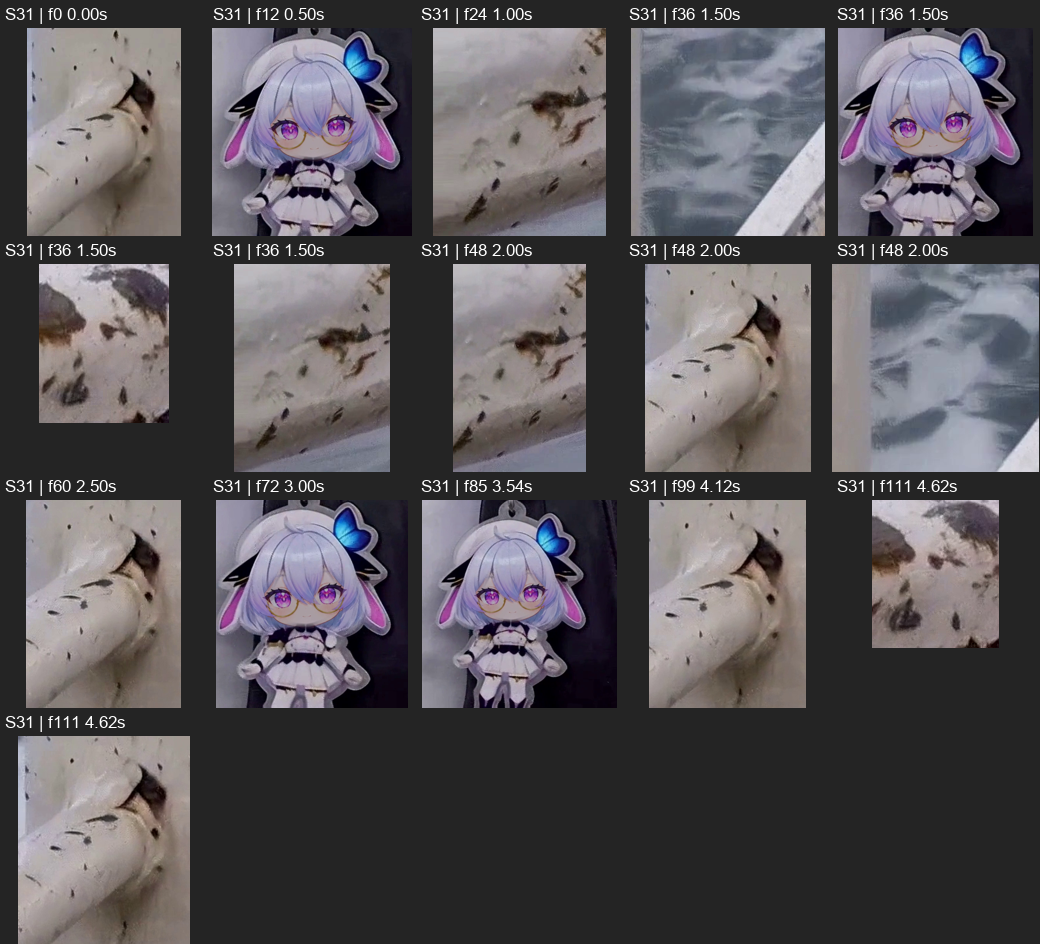 S31 | f0 0.00s
S31 | f12 0.50s
S31 | f24 1.00s
S31 | f36 1.50s
S31 | f36 1.50s
S31 | f36 1.50s
S31 | f36 1.50s
S31 | f48 2.00s
S31 | f48 2.00s
S31 | f48 2.00s
S31 | f60 2.50s
S31 | f72 3.00s
S31 | f85 3.54s
S31 | f99 4.12s
S31 | f111 4.62s
S31 | f111 4.62s